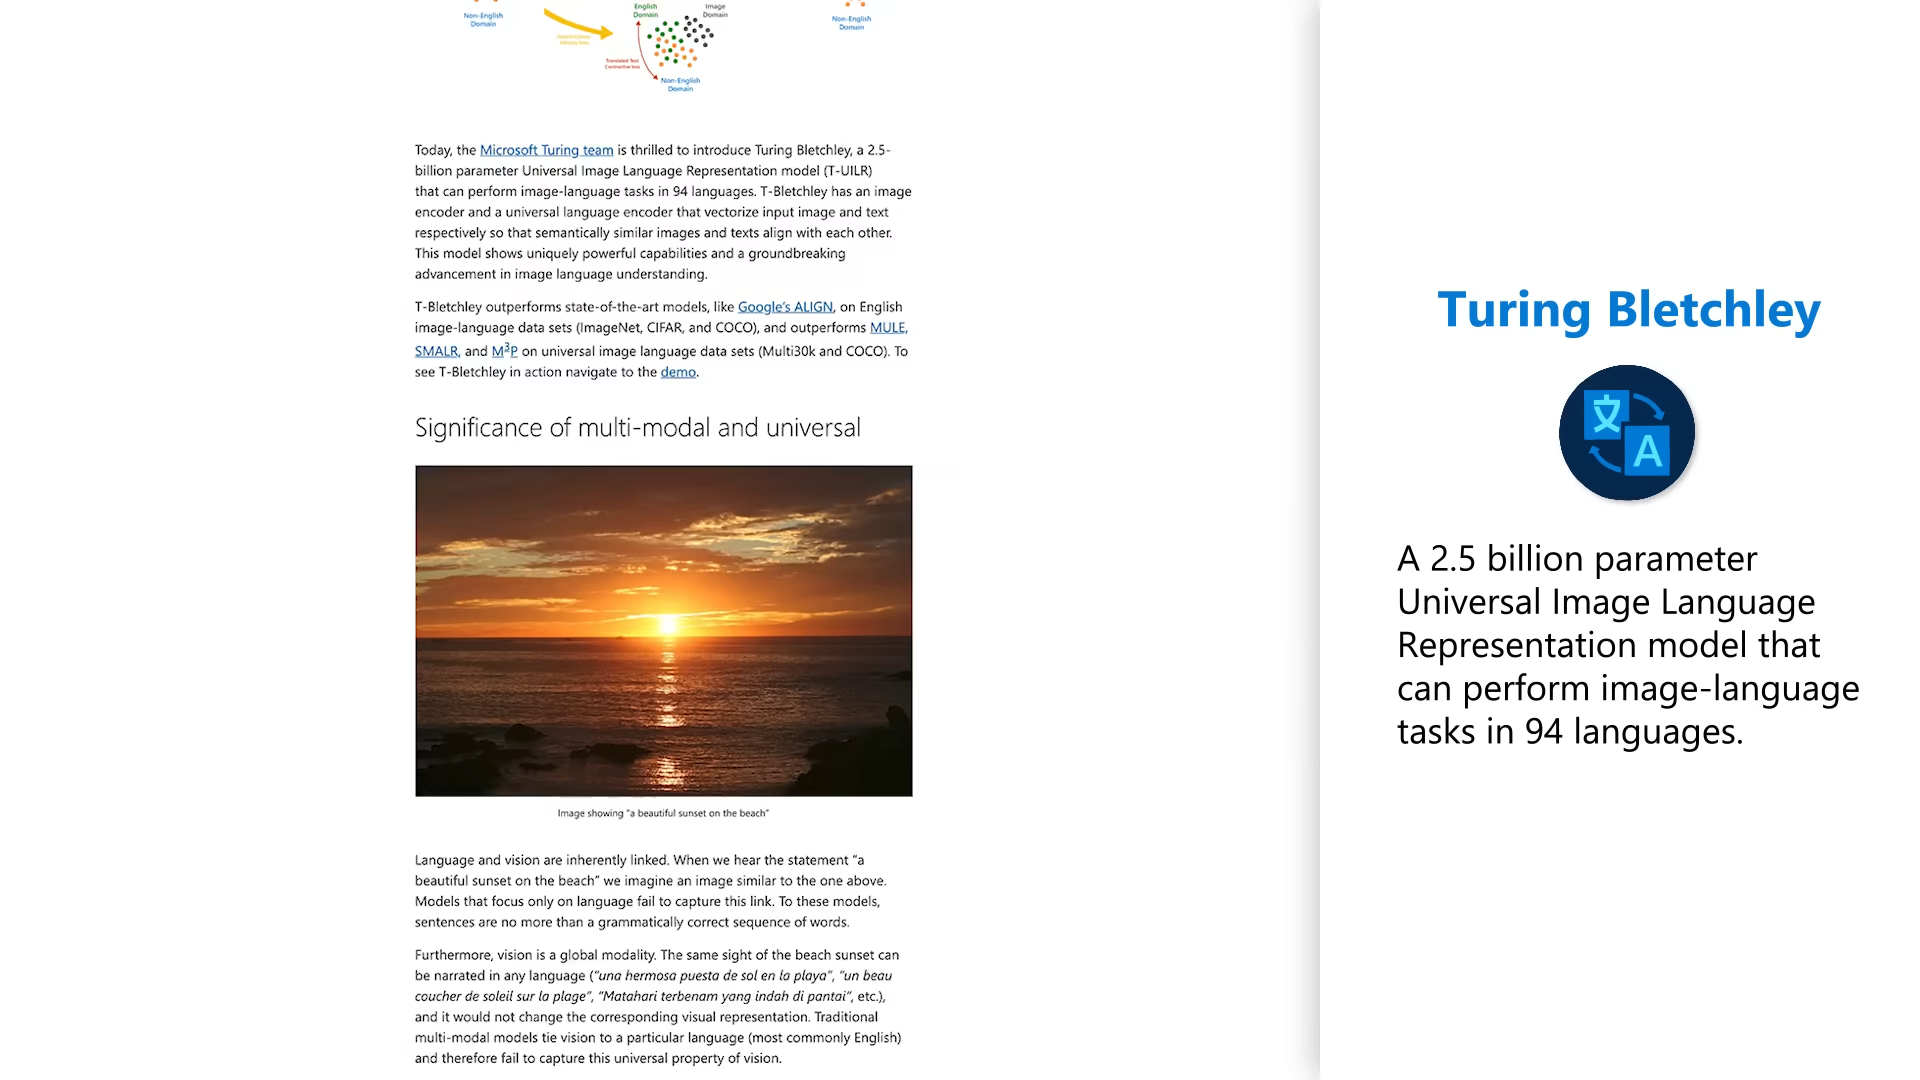 Non-English
Domain
English
Domain
Image
Domain
Translated Text
Contrastive loss
Non-English
Domain
Non-English
Domain
Today, the Microsoft Turing team is thrilled to introduce Turing Bletchley, a 2.5-
billion parameter Universal Image Language Representation model (T-UILR)
that can perform image-language tasks in 94 languages. T-Bletchley has an image
encoder and a universal language encoder that vectorize input image and text
respectively so that semantically similar images and texts align with each other.
This model shows uniquely powerful capabilities and a groundbreaking
advancement in image language understanding.
T-Bletchley outperforms state-of-the-art models, like Google's ALIGN, on English
image-language data sets (ImageNet, CIFAR, and COCO), and outperforms MULE,
SMALR, and M³P on universal image language data sets (Multi30k and COCO). To
see T-Bletchley in action navigate to the demo.
Significance of multi-modal and universal
Image showing "a beautiful sunset on the beach"
Language and vision are inherently linked. When we hear the statement "a
beautiful sunset on the beach" we imagine an image similar to the one above.
Models that focus only on language fail to capture this link. To these models,
sentences are no more than a grammatically correct sequence of words.
Furthermore, vision is a global modality. The same sight of the beach sunset can
be narrated in any language ("una hermosa puesta de sol en la playa", "un beau
coucher de soleil sur la plage", "Matahari terbenam yang indah di pantai", etc.),
and it would not change the corresponding visual representation. Traditional
multi-modal models tie vision to a particular language (most commonly English)
and therefore fail to capture this universal property of vision.
Turing Bletchley
文
A
A 2.5 billion parameter
Universal Image Language
Representation model that
can perform image-language
tasks in 94 languages.